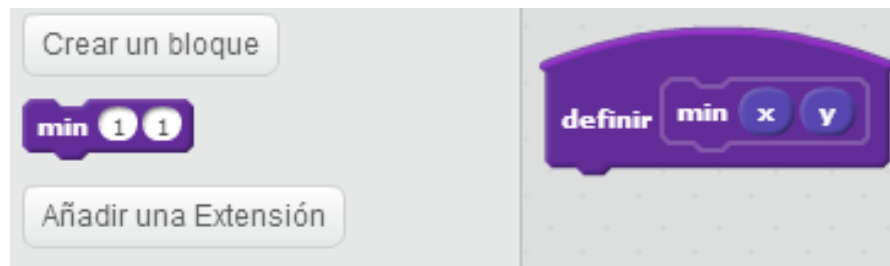 Crear un bloque
min 1 1
Añadir una Extensión
definir min x y